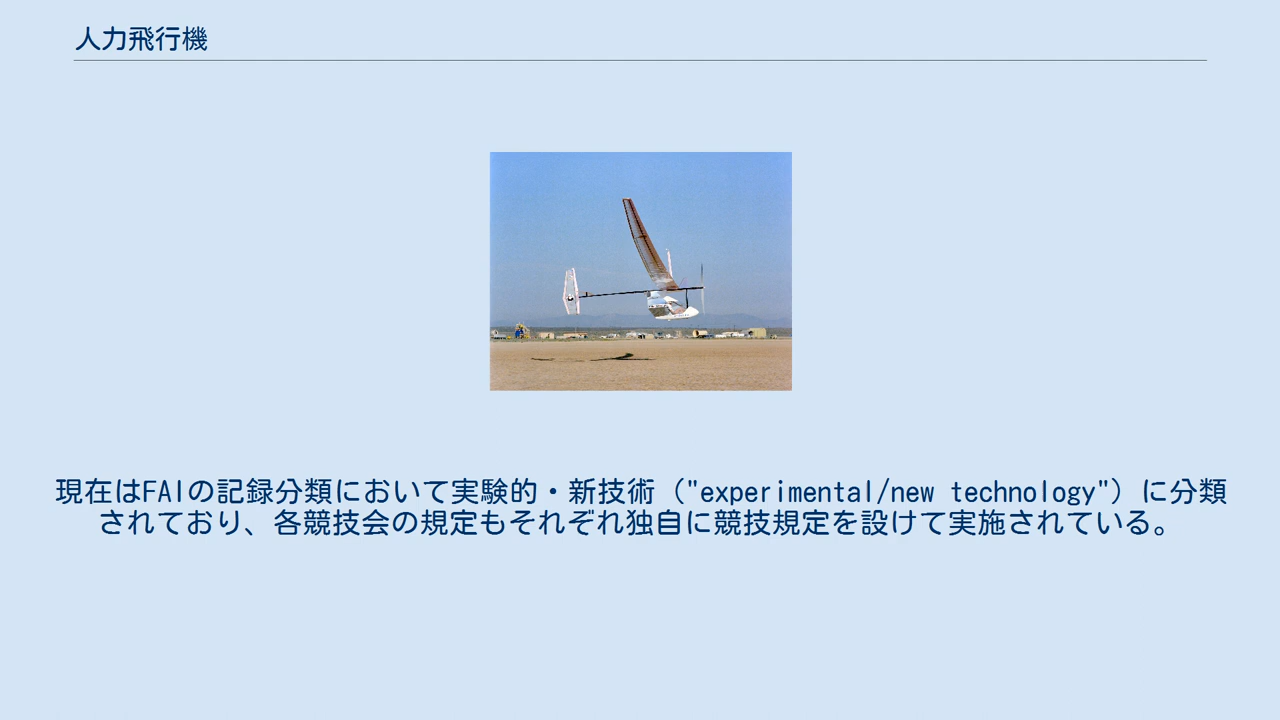 人力飛行機
現在はFAIの記録分類において実験的・新技術（"experimental/new technology"）に分類
されており、各競技会の規定もそれぞれ独自に競技規定を設けて実施されている。